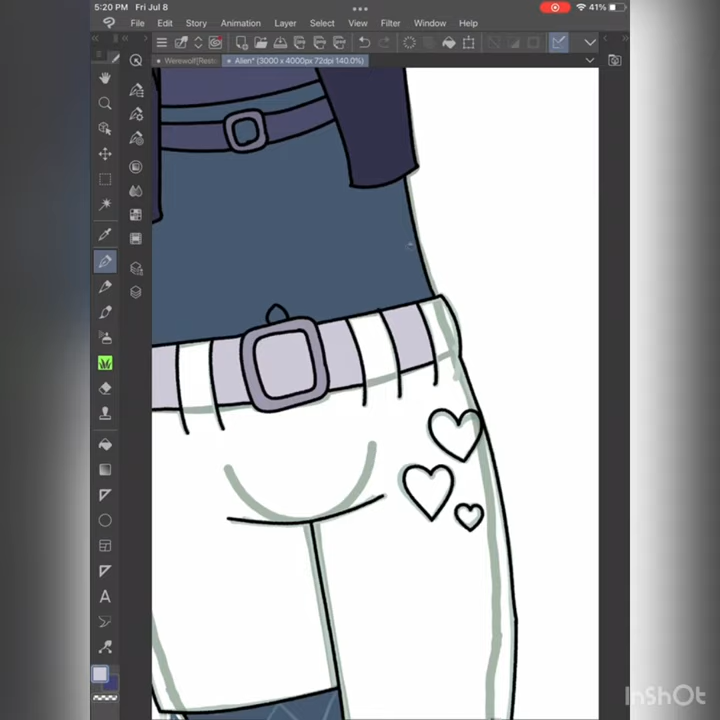 5:20 PM Fri Jul 8
41%
File Edit Story Animation Layer Select View Filter Window Help
Werewolf[Resto Alien* (3000 x 4000px 72dpi 140.0%)
A
InShOt